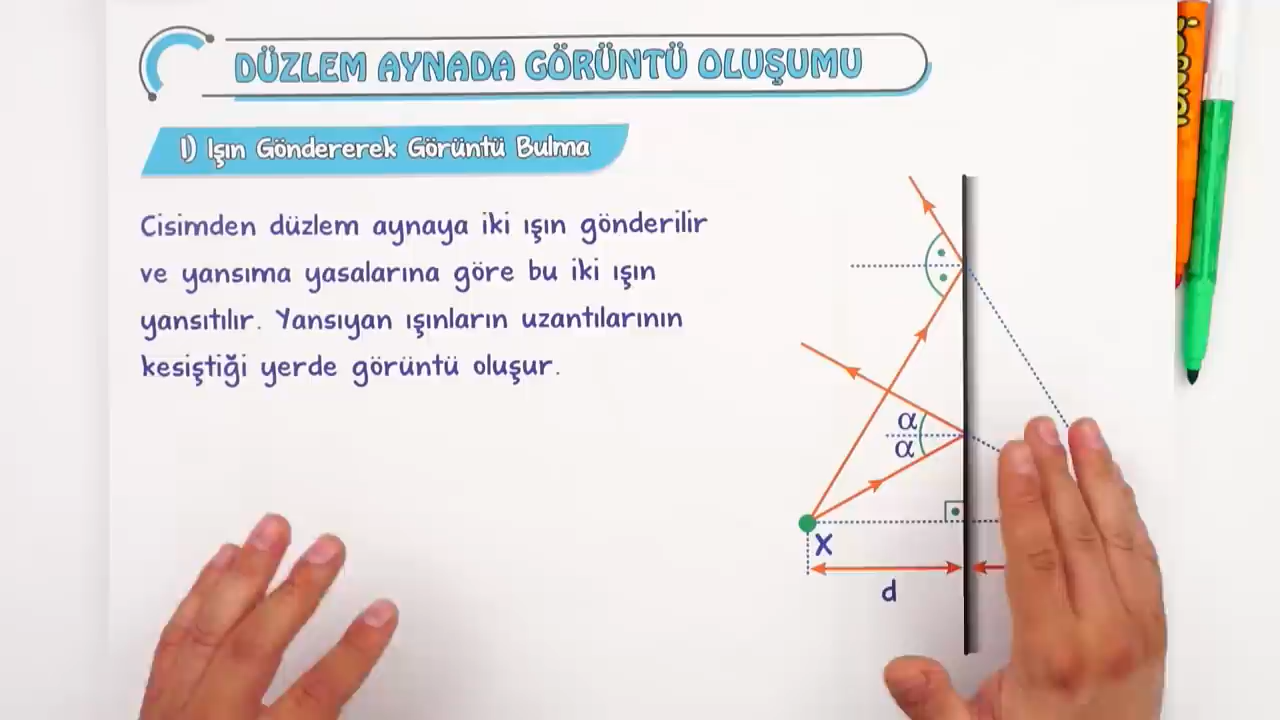 DÜZLEM AYNADA GÖRÜNTÜ OLUŞUMU
1) Işın Göndererek Görüntü Bulma
Cisimden düzlem aynaya iki ışın gönderilir
ve yansıma yasalarına göre bu iki ışın
yansıtılır. Yansıyan ışınların uzantılarının
kesiştiği yerde görüntü oluşur.
α
α
X
d